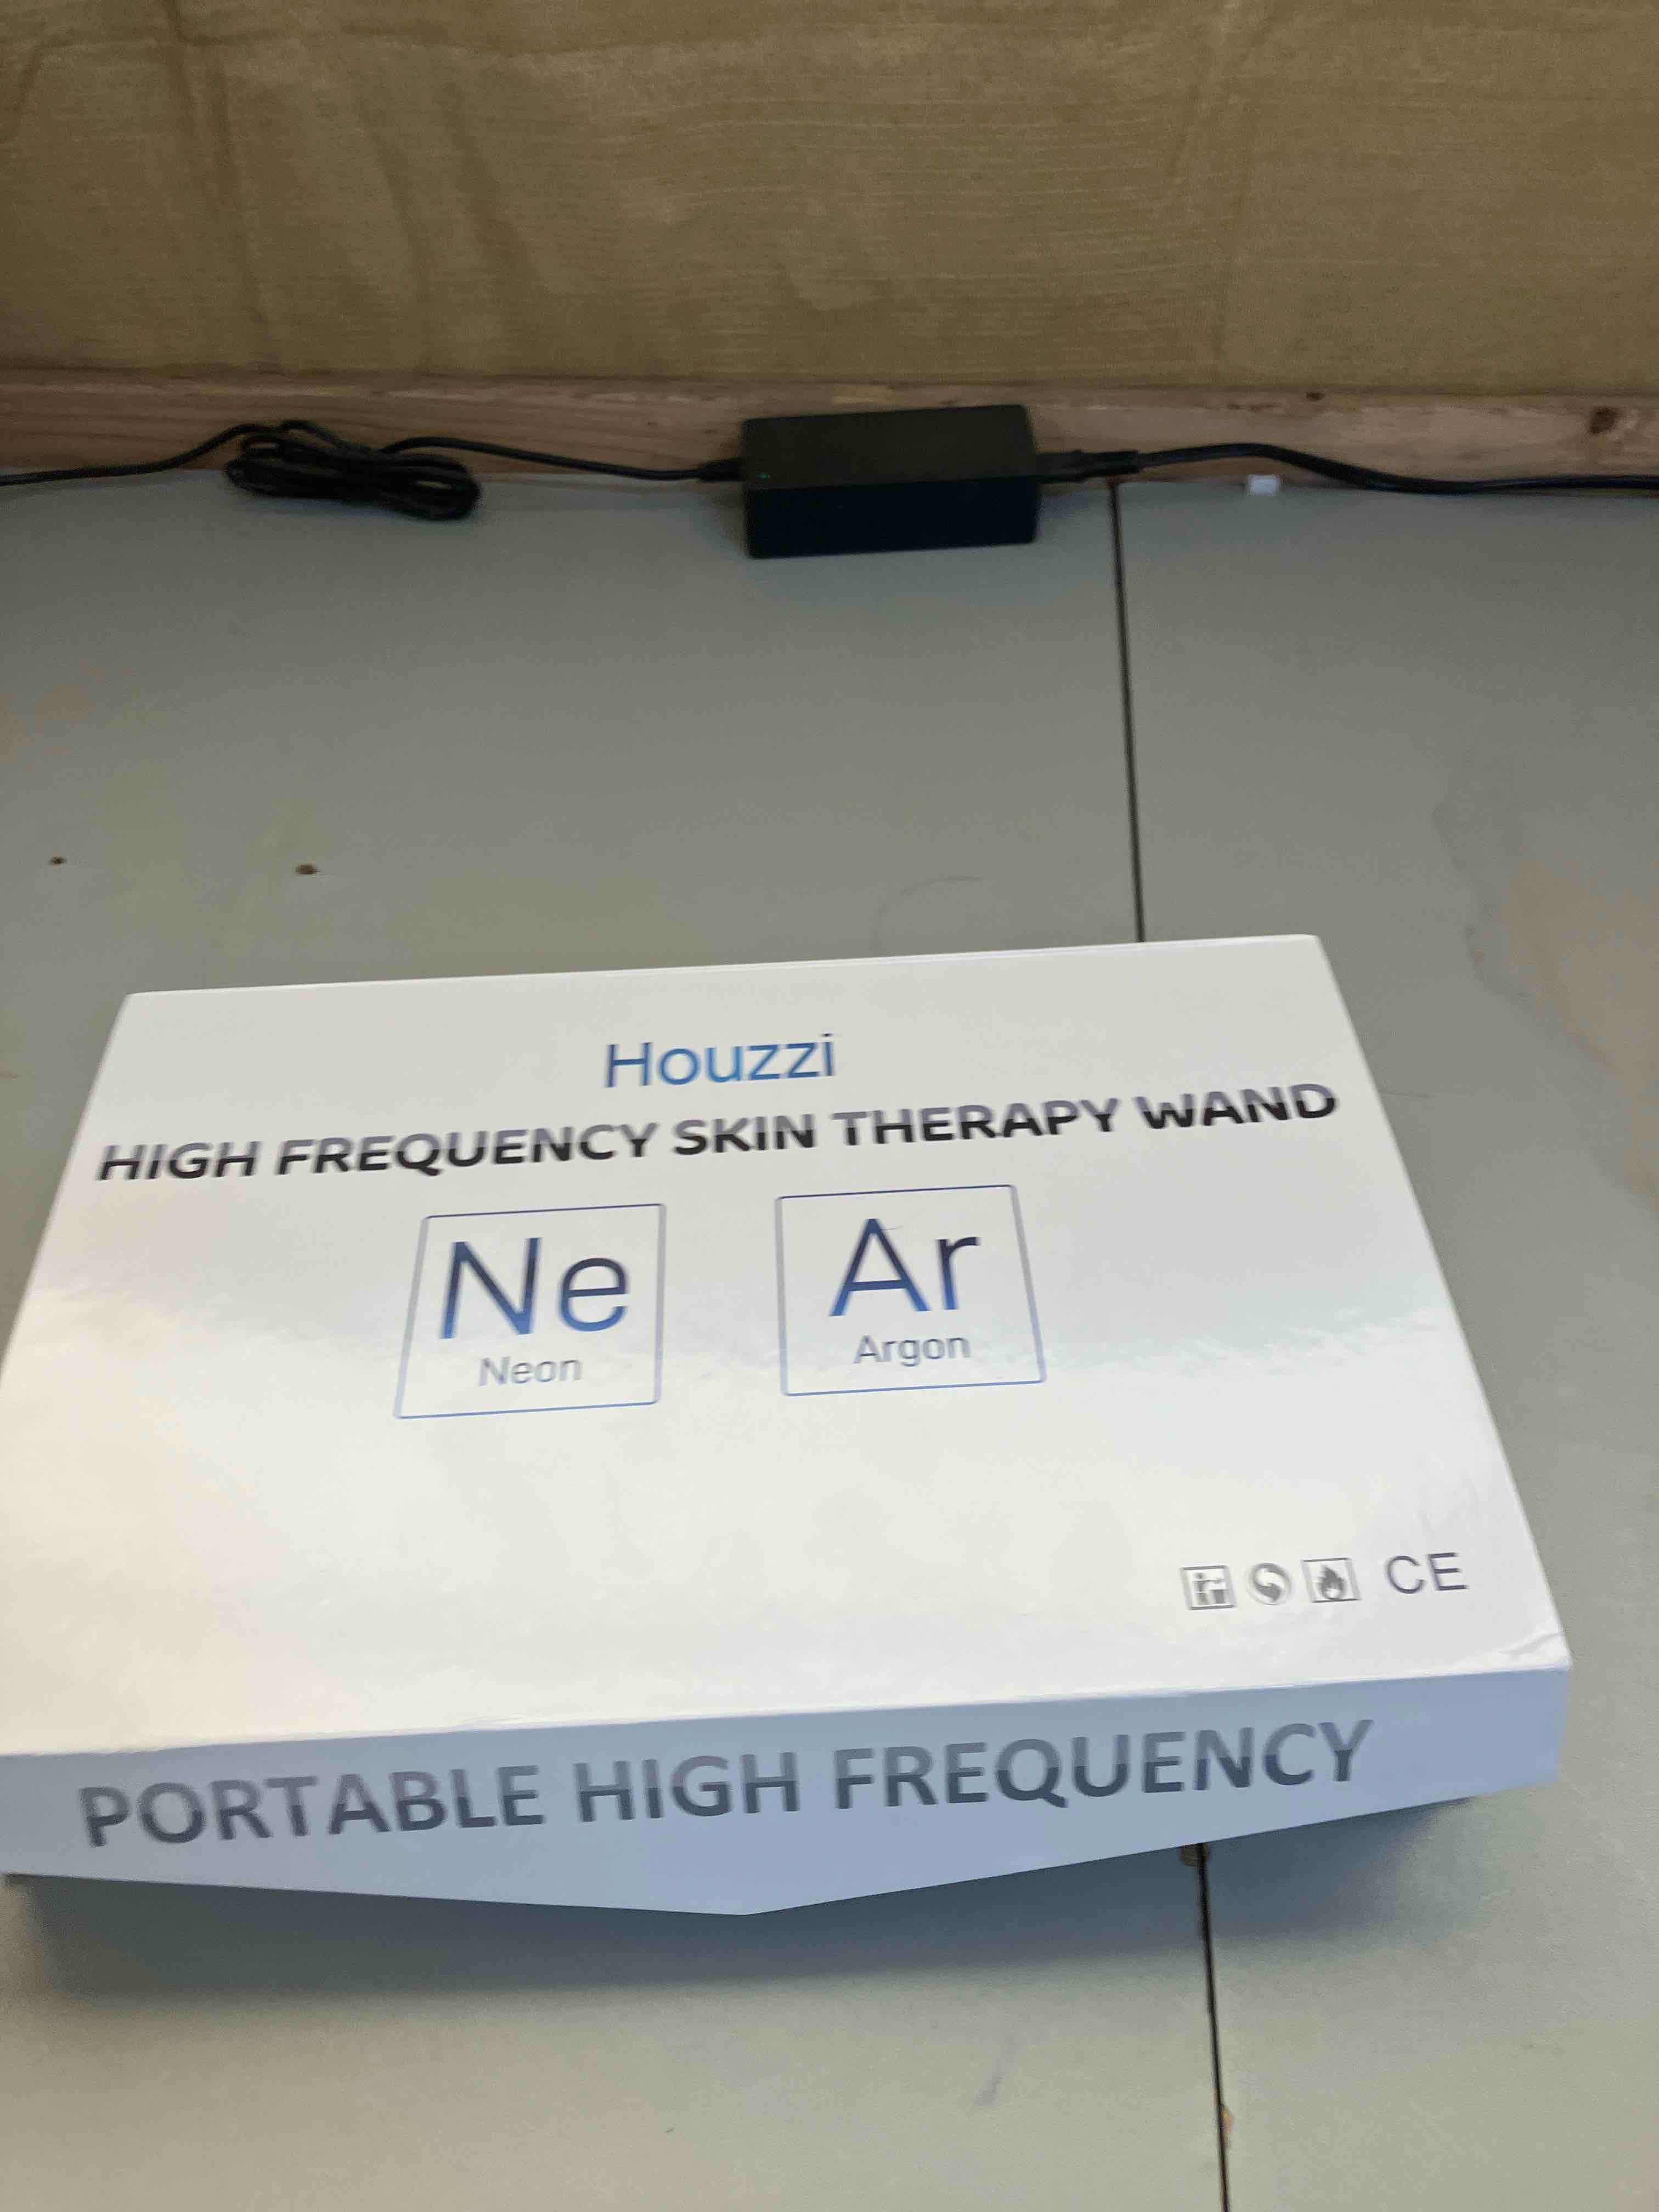 Houzzi
HIGH FREQUENCY SKIN THERAPY WAND
Ne Ar
Neon Argon
CE
PORTABLE HIGH FREQUENCY